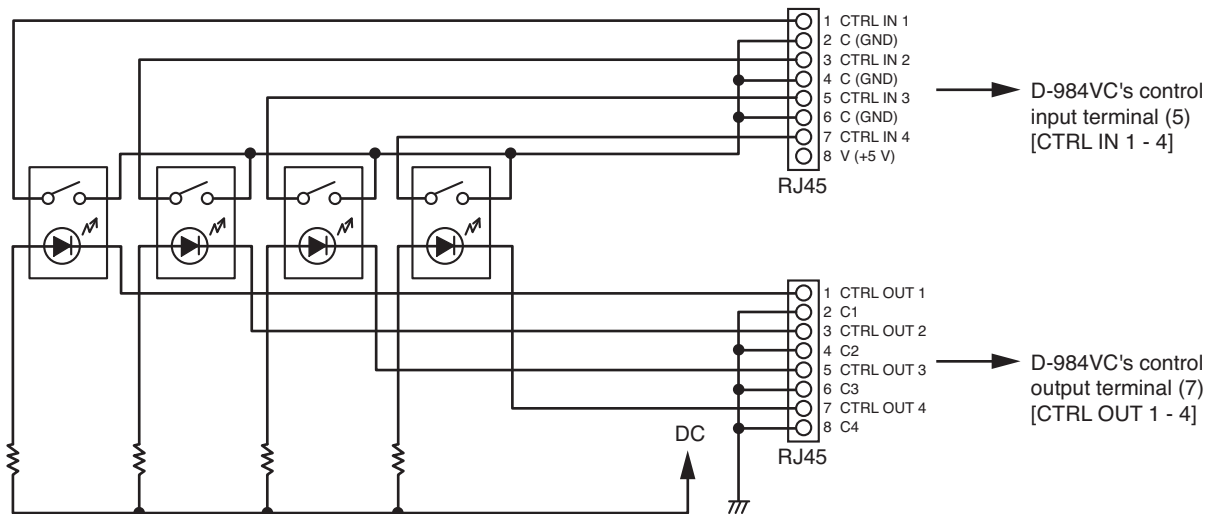 1 CTRL IN 1
2 C (GND)
3 CTRL IN 2
4 C (GND)
5 CTRL IN 3
6 C (GND)
7 CTRL IN 4
8 V (+5 V)
RJ45
D-984VC's control
input terminal (5)
[CTRL IN 1 - 4]
1 CTRL OUT 1
2 C1
3 CTRL OUT 2
4 C2
5 CTRL OUT 3
6 C3
7 CTRL OUT 4
8 C4
RJ45
D-984VC's control
output terminal (7)
[CTRL OUT 1 - 4]
DC